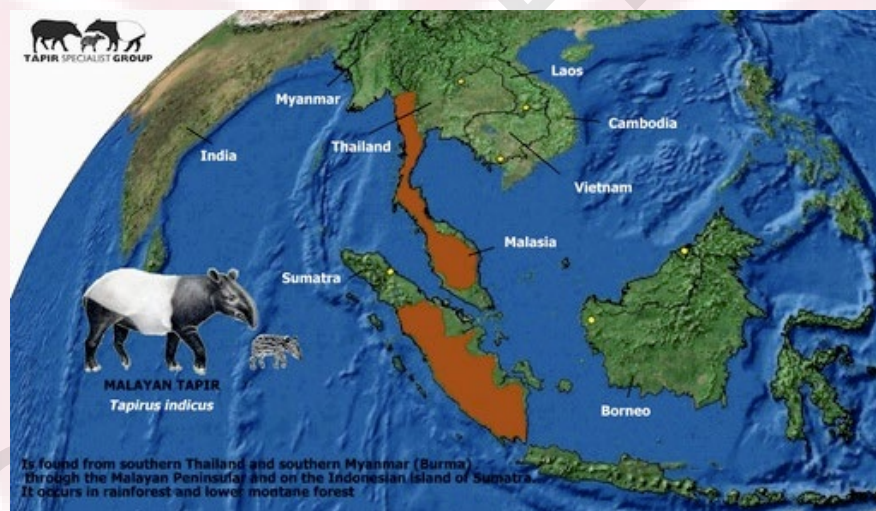 TAPIR SPECIALIST GROUP
Laos
Myanmar
Cambodia
Thailand
India
Vietnam
Malasia
Sumatra
MALAYAN TAPIR
Tapirus indicus
Borneo
Is found from southern Thailand and southern Myanmar (Burma)
through the Malayan Peninsular and on the Indonesian island of Sumatra
It occurs in rainforest and lower montane forest